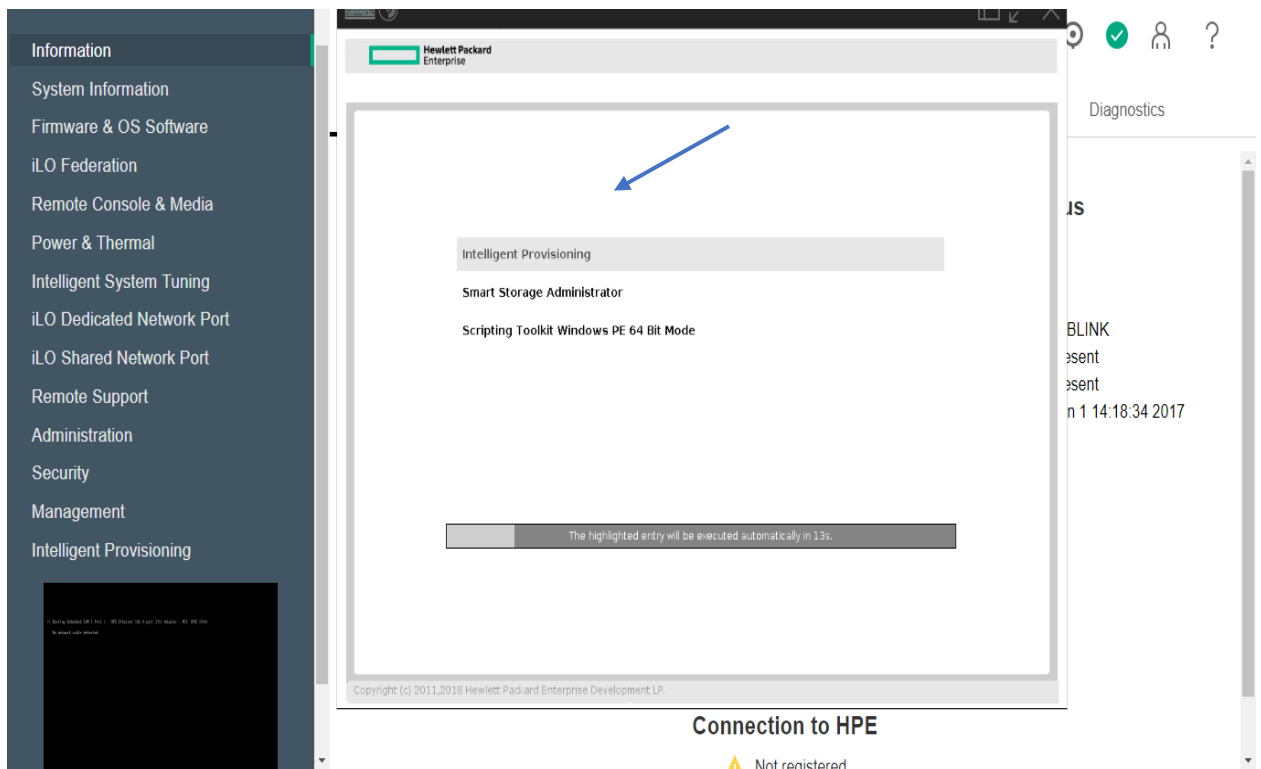 Information
System Information
Firmware & OS Software
iLO Federation
Remote Console & Media
Power & Thermal
Intelligent System Tuning
iLO Dedicated Network Port
iLO Shared Network Port
Remote Support
Administration
Security
Management
Intelligent Provisioning
No network cable detected.
Hewlett Packard
Enterprise
Intelligent Provisioning
Smart Storage Administrator
Scripting Toolkit Windows PE 64 Bit Mode
The highlighted entry will be executed automatically in 13s.
Copyright (c) 2011,2018 Hewlett Packard Enterprise Development LP.
?
Diagnostics
us
BLINK
esent
esent
n 1 14:18:34 2017
Connection to HPE
Not registered